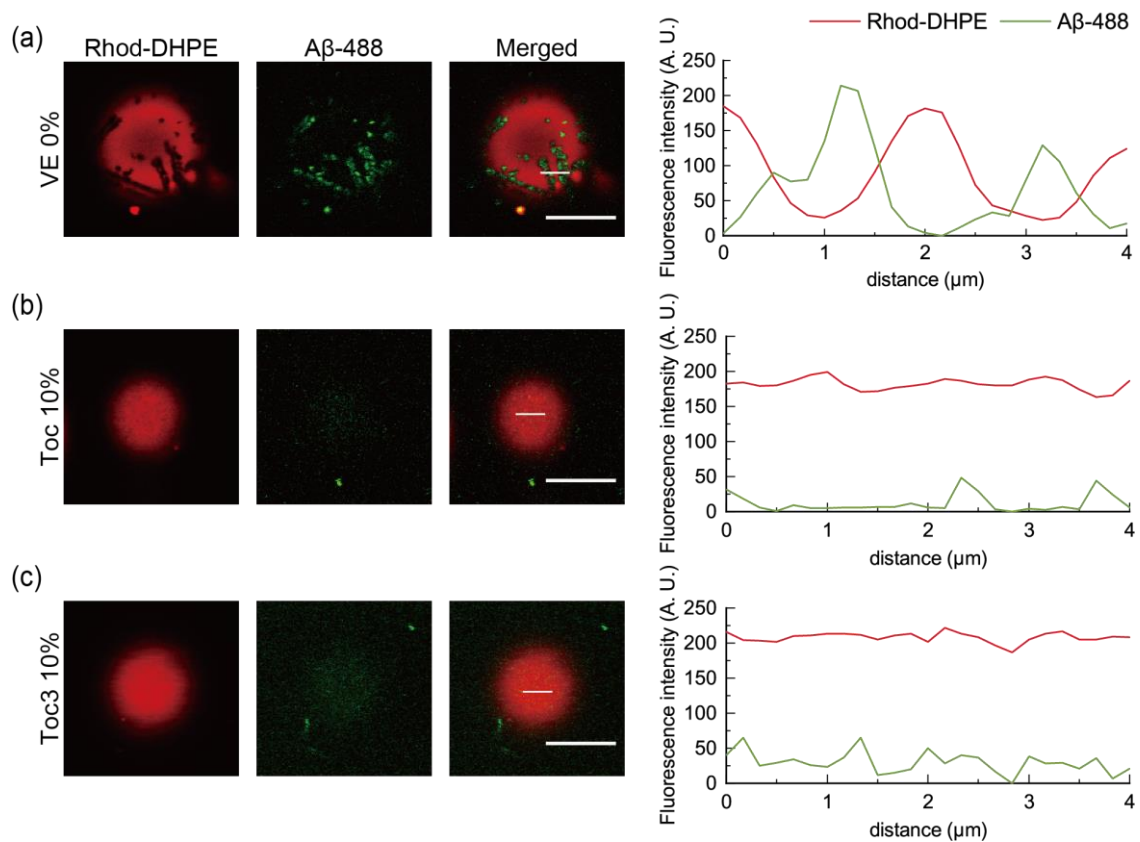 Rhod-DHPE Aβ-488
(a)
Rhod-DHPE Aβ-488 Merged
VE 0%
Fluorescence intensity (A. U.)
250
200
150
100
50
0
0 1 2 3 4
distance (μm)
(b)
Toc 10%
Fluorescence intensity (A. U.)
250
200
150
100
50
0
0 1 2 3 4
distance (μm)
(c)
Toc3 10%
Fluorescence intensity (A. U.)
250
200
150
100
50
0
0 1 2 3 4
distance (μm)